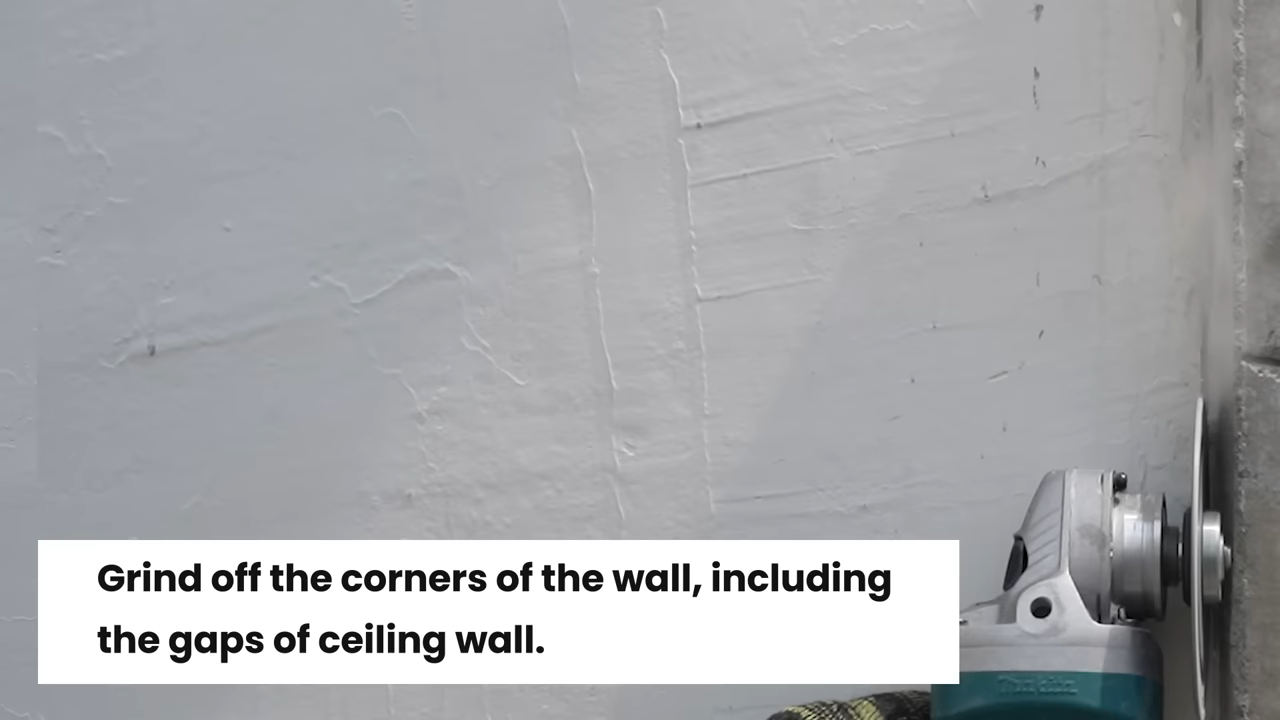 Grind off the corners of the wall, including
the gaps of ceiling wall.